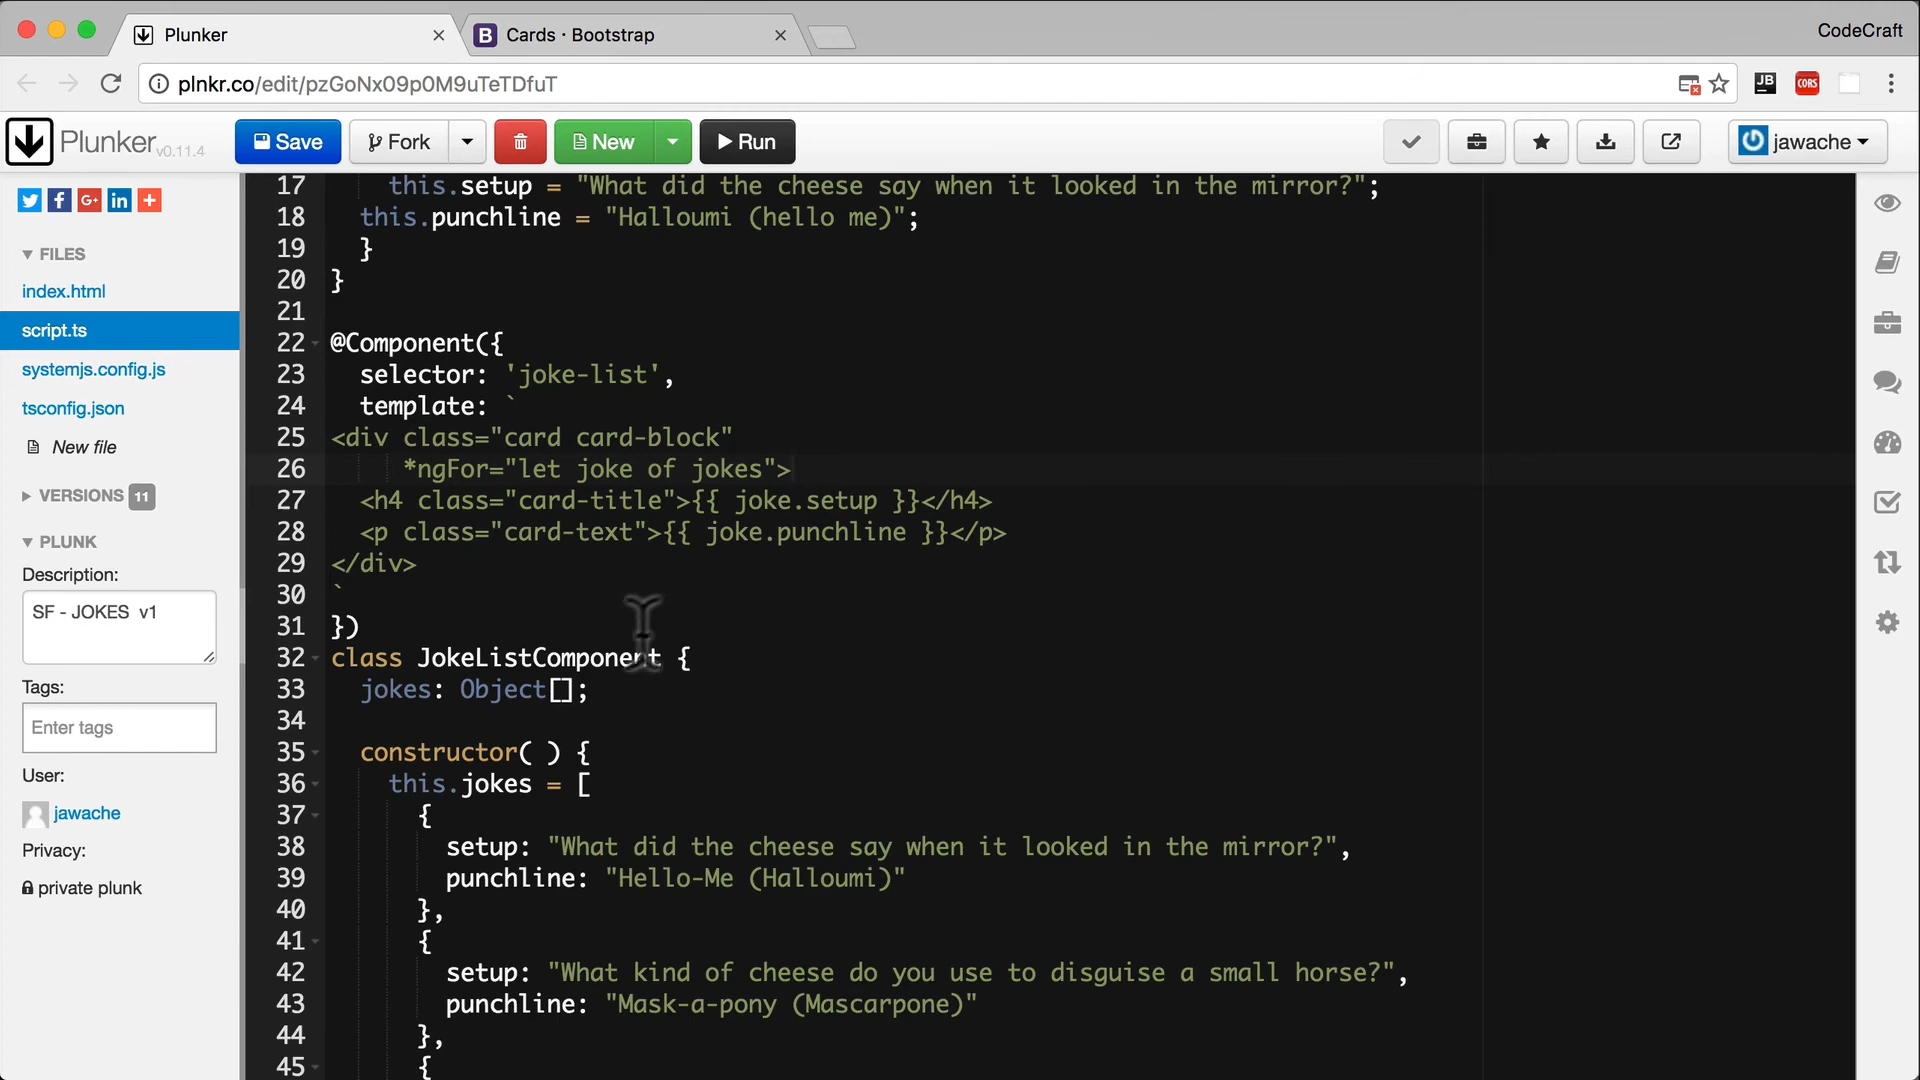 Plunker
Cards · Bootstrap
CodeCraft
plnkr.co/edit/pzGoNx09p0M9uTeTDfuT
JB
CORS
Plunker v0.11.4
Save
Fork
New
Run
jawache
FILES
index.html
script.ts
systemjs.config.js
tsconfig.json
New file
VERSIONS 11
PLUNK
Description:
SF - JOKES v1
Tags:
Enter tags
User:
jawache
Privacy:
private plunk
17 this.setup = "What did the cheese say when it looked in the mirror?";
18 this.punchline = "Halloumi (hello me)";
19 }
20 }
21
22 @Component({
23 selector: 'joke-list',
24 template: `
25 <div class="card card-block"
26 *ngFor="let joke of jokes">
27 <h4 class="card-title">{{ joke.setup }}</h4>
28 <p class="card-text">{{ joke.punchline }}</p>
29 </div>
30 `
31 })
32 class JokeListComponent {
33 jokes: Object[];
34
35 constructor( ) {
36 this.jokes = [
37 {
38 setup: "What did the cheese say when it looked in the mirror?",
39 punchline: "Hello-Me (Halloumi)"
40 },
41 {
42 setup: "What kind of cheese do you use to disguise a small horse?",
43 punchline: "Mask-a-pony (Mascarpone)"
44 },
45 {